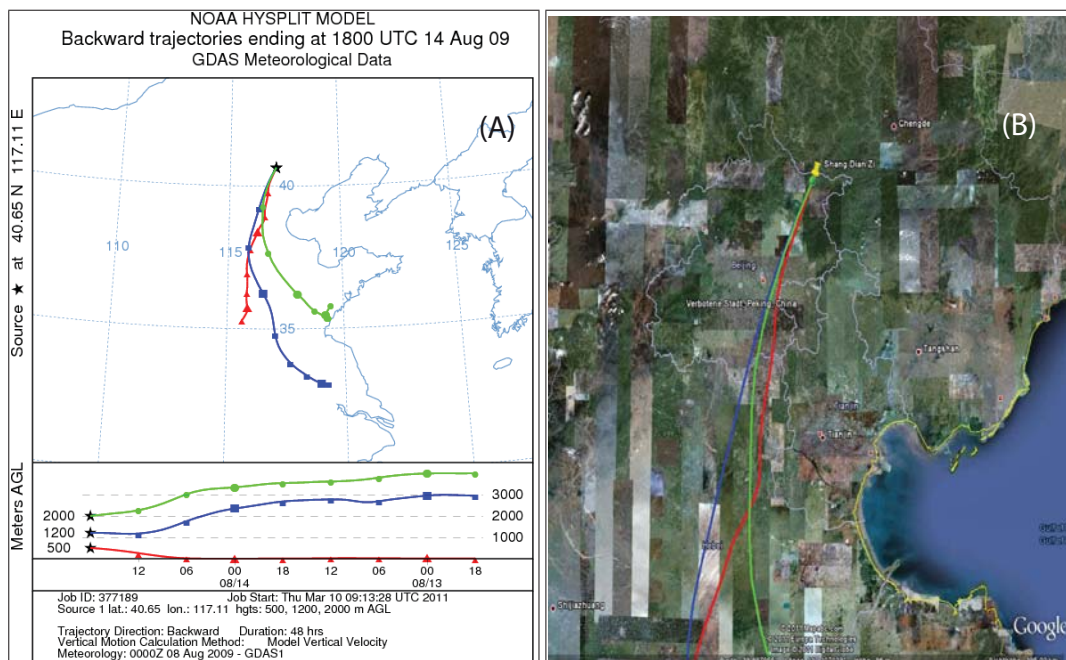 NOAA HYSPLIT MODEL
Backward trajectories ending at 1800 UTC 14 Aug 09
GDAS Meteorological Data
Source ★ at 40.65 N 117.11 E
(A)
40
110
115
120
125
35
Meters AGL
2000
1200
500
3000
2000
1000
12 06 00 18 12 06 00 18
08/14 08/13
Job ID: 377189 Job Start: Thu Mar 10 09:13:28 UTC 2011
Source 1 lat.: 40.65 lon.: 117.11 hgts: 500, 1200, 2000 m AGL
Trajectory Direction: Backward Duration: 48 hrs
Vertical Motion Calculation Method: Model Vertical Velocity
Meteorology: 0000Z 08 Aug 2009 - GDAS1
(B)
Chengde
Shang Dian Zi
Beijing
Verbotene Stadt, Peking, China
Tangshan
Tianjin
Tianjin
Hebei
Shijiazhuang
Google